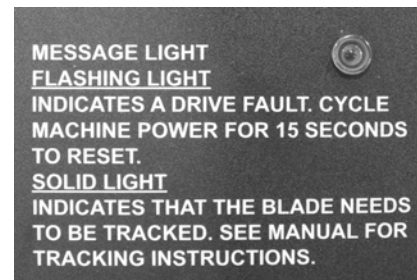 MESSAGE LIGHT
FLASHING LIGHT
INDICATES A DRIVE FAULT. CYCLE
MACHINE POWER FOR 15 SECONDS
TO RESET.
SOLID LIGHT
INDICATES THAT THE BLADE NEEDS
TO BE TRACKED. SEE MANUAL FOR
TRACKING INSTRUCTIONS.